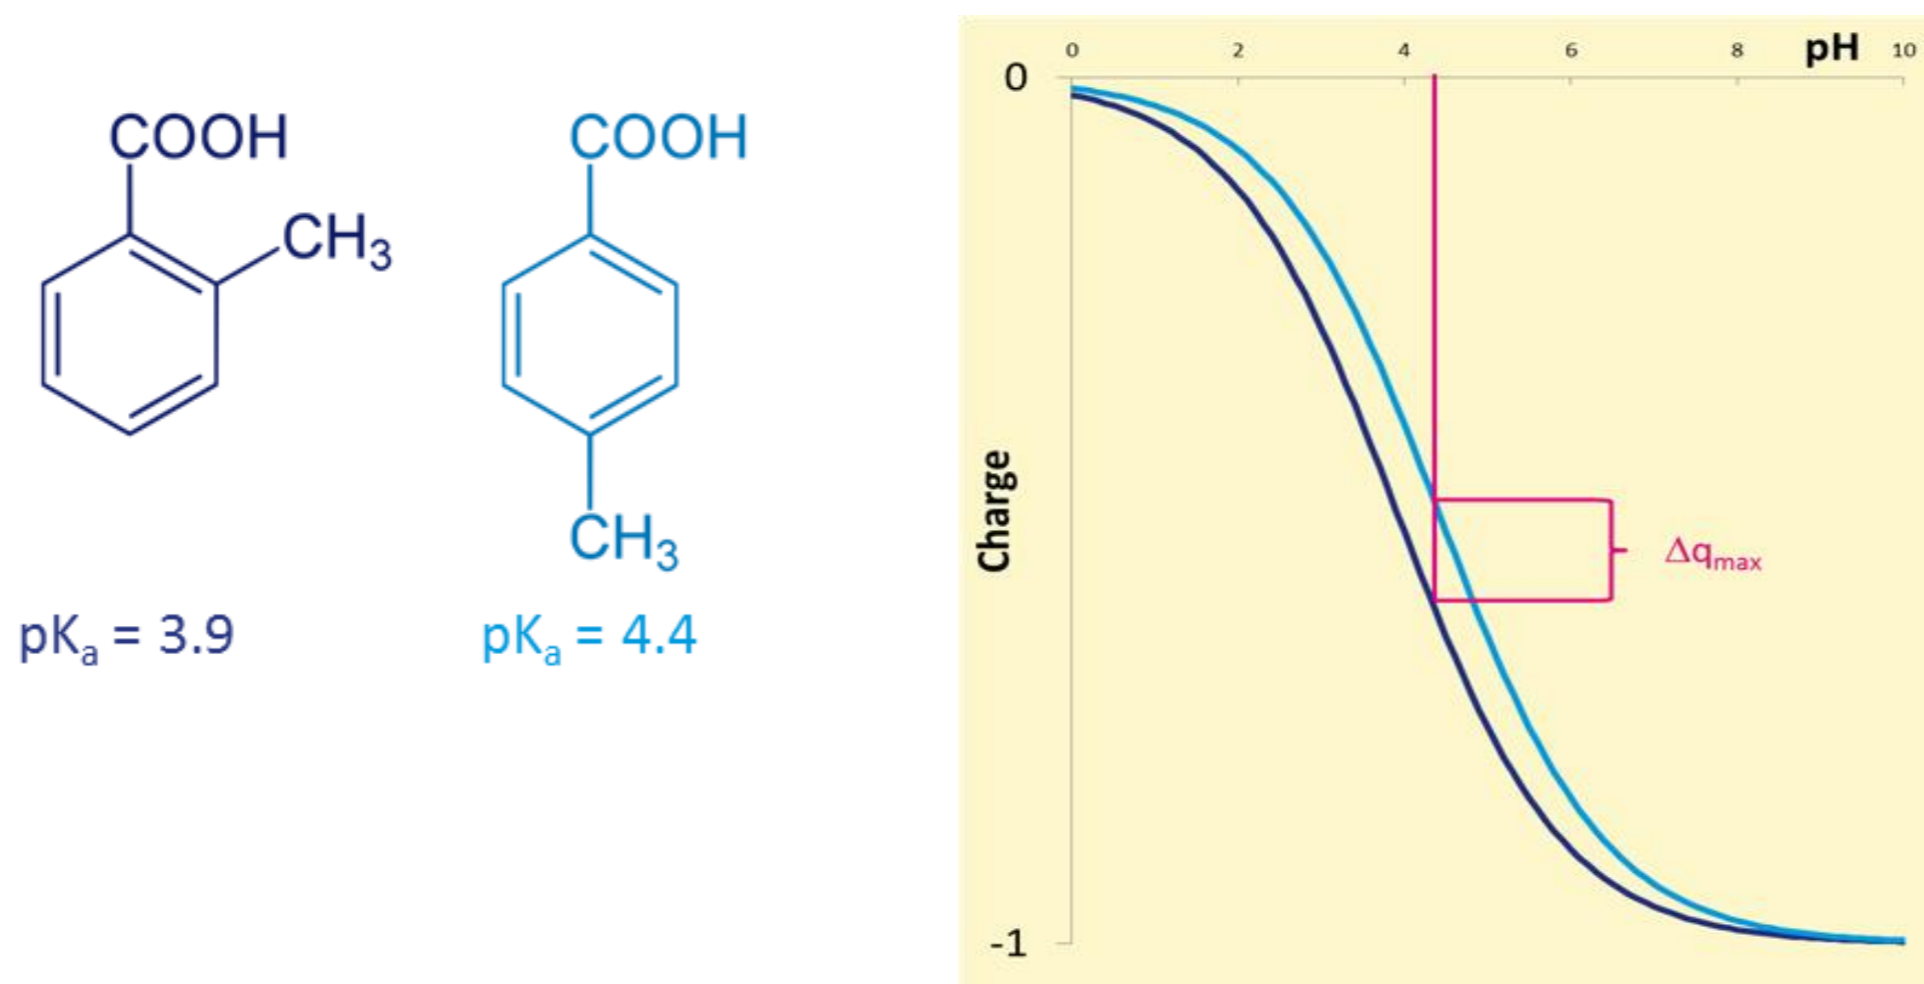 COOH
CH3
pKa = 3.9
COOH
CH3
pKa = 4.4
0 2 4 6 8 pH 10
0
Charge
Δqmax
-1